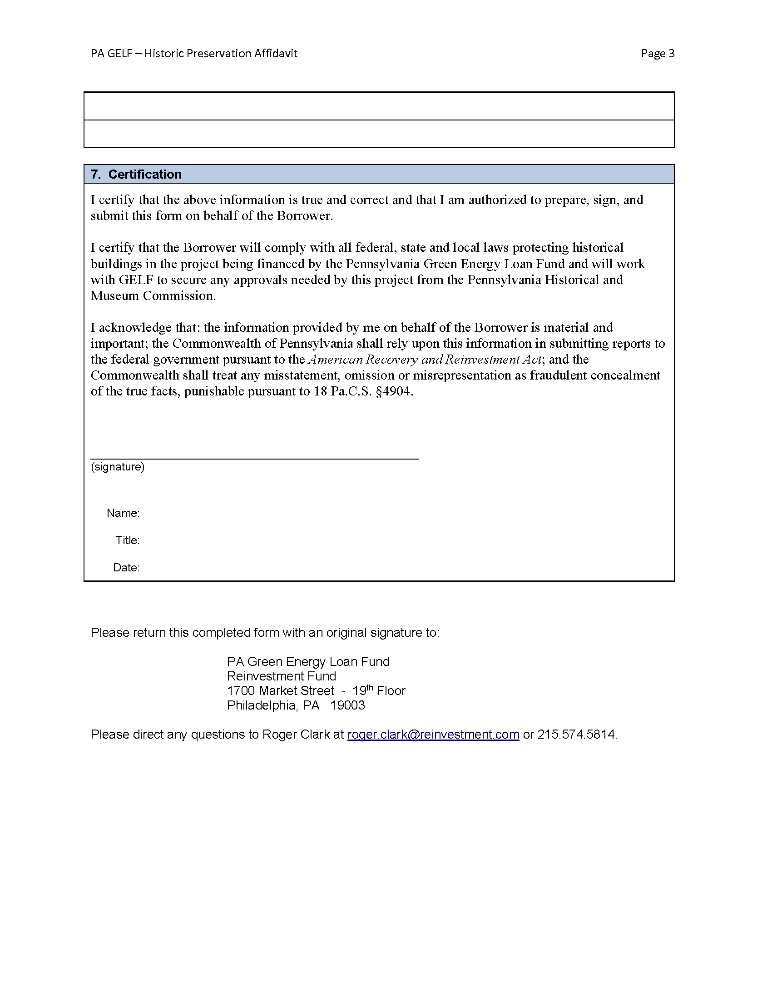 PA GELF – Historic Preservation Affidavit Page 3
7. Certification
I certify that the above information is true and correct and that I am authorized to prepare, sign, and
submit this form on behalf of the Borrower.
I certify that the Borrower will comply with all federal, state and local laws protecting historical
buildings in the project being financed by the Pennsylvania Green Energy Loan Fund and will work
with GELF to secure any approvals needed by this project from the Pennsylvania Historical and
Museum Commission.
I acknowledge that: the information provided by me on behalf of the Borrower is material and
important; the Commonwealth of Pennsylvania shall rely upon this information in submitting reports to
the federal government pursuant to the American Recovery and Reinvestment Act; and the
Commonwealth shall treat any misstatement, omission or misrepresentation as fraudulent concealment
of the true facts, punishable pursuant to 18 Pa.C.S. §4904.
(signature)
Name:
Title:
Date:
Please return this completed form with an original signature to:
PA Green Energy Loan Fund
Reinvestment Fund
1700 Market Street - 19th Floor
Philadelphia, PA 19003
Please direct any questions to Roger Clark at roger.clark@reinvestment.com or 215.574.5814.